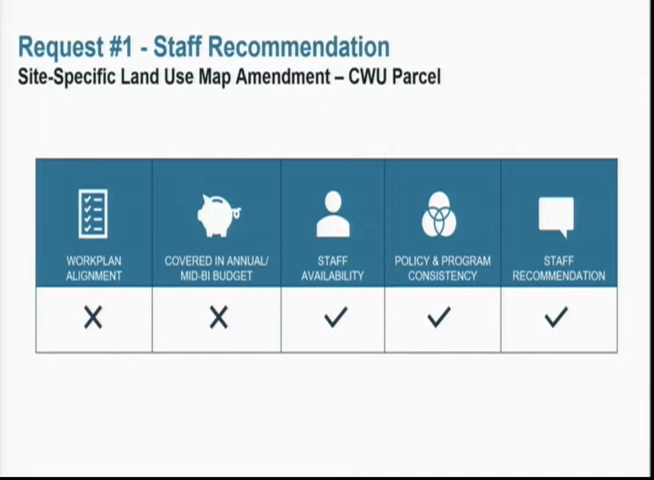 Request #1 - Staff Recommendation
Site-Specific Land Use Map Amendment – CWU Parcel
WORKPLAN
ALIGNMENT
COVERED IN ANNUAL/
MID-BI BUDGET
STAFF
AVAILABILITY
POLICY & PROGRAM
CONSISTENCY
STAFF
RECOMMENDATION